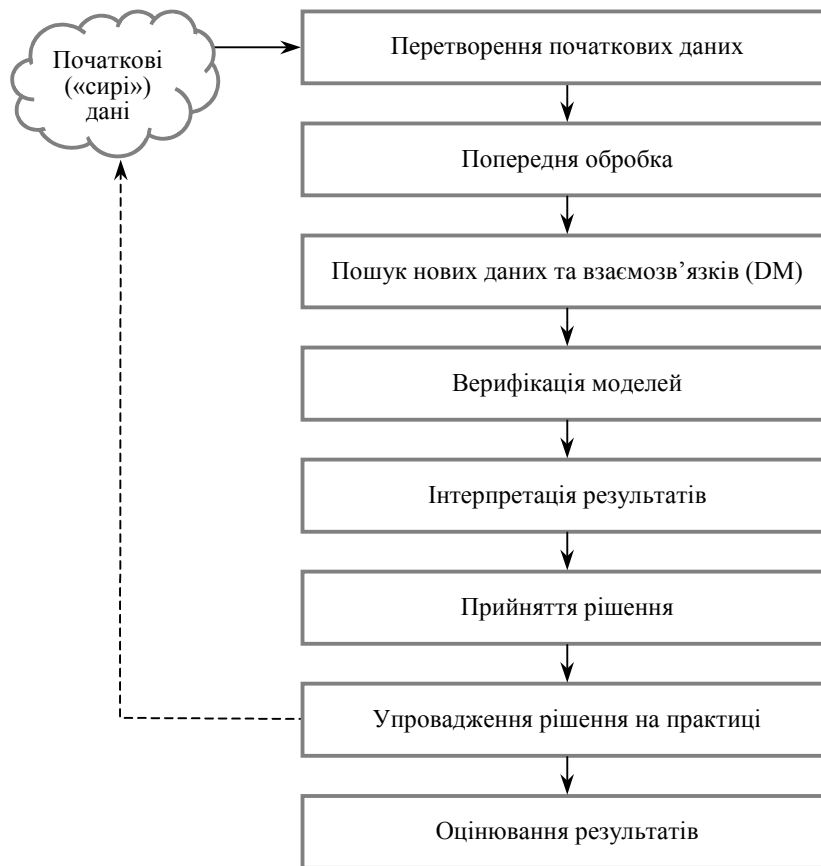 Початкові
(«сирі»)
дані
Перетворення початкових даних
Попередня обробка
Пошук нових даних та взаємозв’язків (DM)
Верифікація моделей
Інтерпретація результатів
Прийняття рішення
Упровадження рішення на практиці
Оцінювання результатів